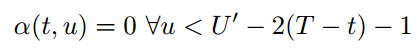 α(t, u) = 0 ∀u < U′ − 2(T − t) − 1